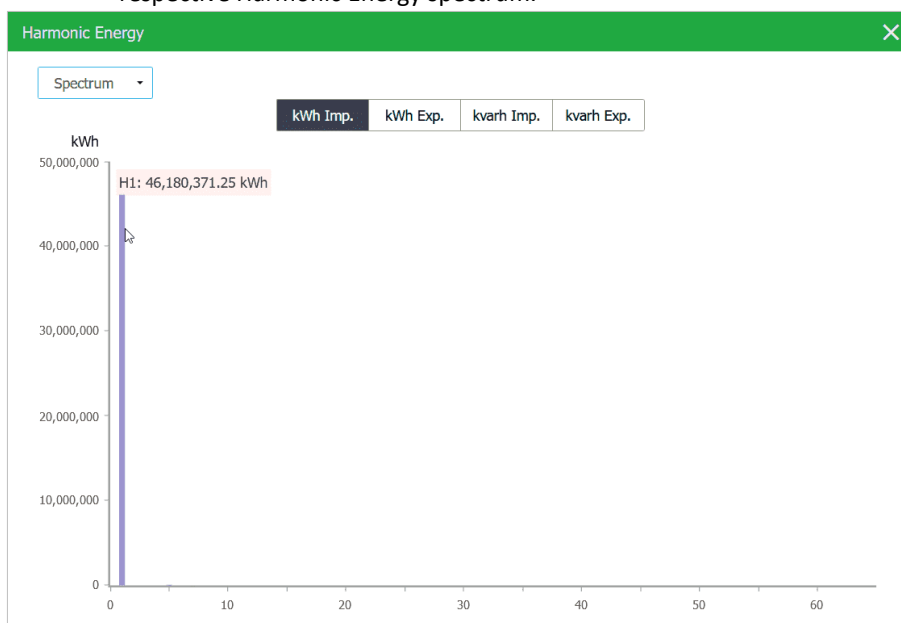 respective Harmonic Energy spectrum.
Harmonic Energy
Spectrum
kWh Imp. kWh Exp. kvarh Imp. kvarh Exp.
kWh
50,000,000
H1: 46,180,371.25 kWh
40,000,000
30,000,000
20,000,000
10,000,000
0
0 10 20 30 40 50 60